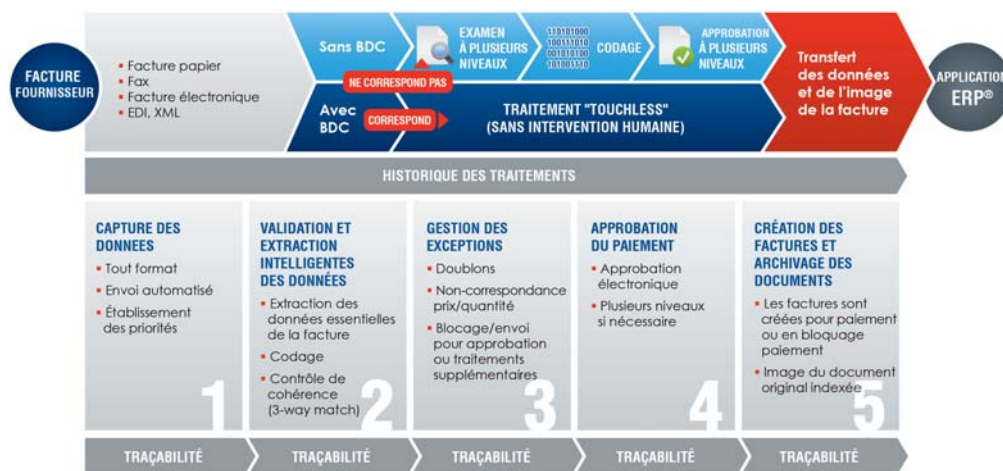 FACTURE
FOURNISSEUR
Facture papier
Fax
Facture électronique
EDI, XML
Sans BDC
EXAMEN
À PLUSIEURS
NIVEAUX
110101000
100111010
001010100
101001110
CODAGE
APPROBATION
À PLUSIEURS
NIVEAUX
NE CORRESPOND PAS
Avec
BDC
CORRESPOND
TRAITEMENT "TOUCHLESS"
(SANS INTERVENTION HUMAINE)
Transfert
des données
et de l'image
de la facture
APPLICATION
ERP®
HISTORIQUE DES TRAITEMENTS
CAPTURE DES
DONNEES
Tout format
Envoi automatisé
Établissement
des priorités
1
VALIDATION ET
EXTRACTION
INTELLIGENTES
DES DONNÉES
Extraction des
données essentielles
de la facture
Codage
Contrôle de
cohérence
(3-way match)
2
GESTION DES
EXCEPTIONS
Doublons
Non-correspondance
prix/quantité
Blocage/envoi
pour approbation
ou traitements
supplémentaires
3
APPROBATION
DU PAIEMENT
Approbation
électronique
Plusieurs niveaux
si nécessaire
4
CRÉATION DES
FACTURES ET
ARCHIVAGE DES
DOCUMENTS
Les factures sont
créées pour paiement
ou en bloquage
paiement
Image du document
original indexée
5
TRAÇABILITÉ
TRAÇABILITÉ
TRAÇABILITÉ
TRAÇABILITÉ
TRAÇABILITÉ